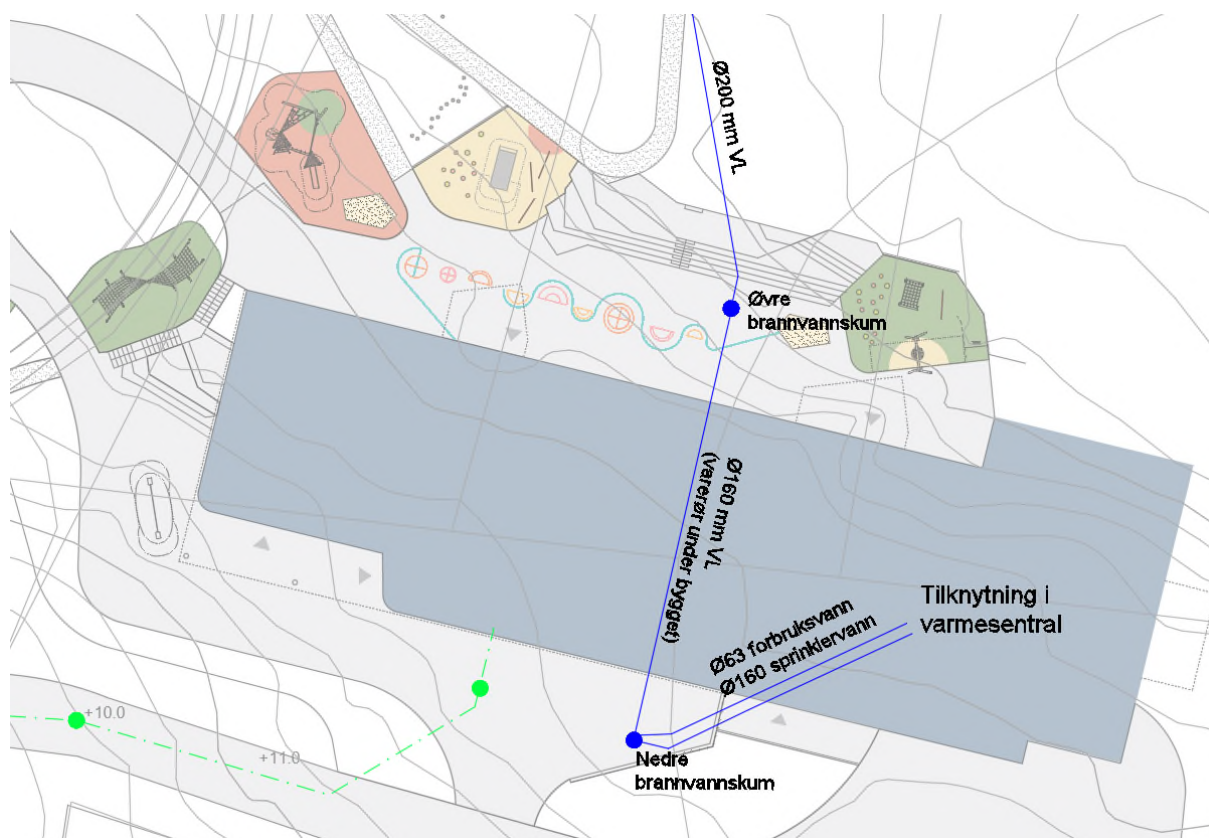 Ø200 mm VL
Øvre
brannvannskum
Ø160 mm VL
(varerør under bygget)
Tilknytning i
varmesentral
Ø63 forbruksvann
Ø160 sprinklervann
+10.0
+11.0
Nedre
brannvannskum